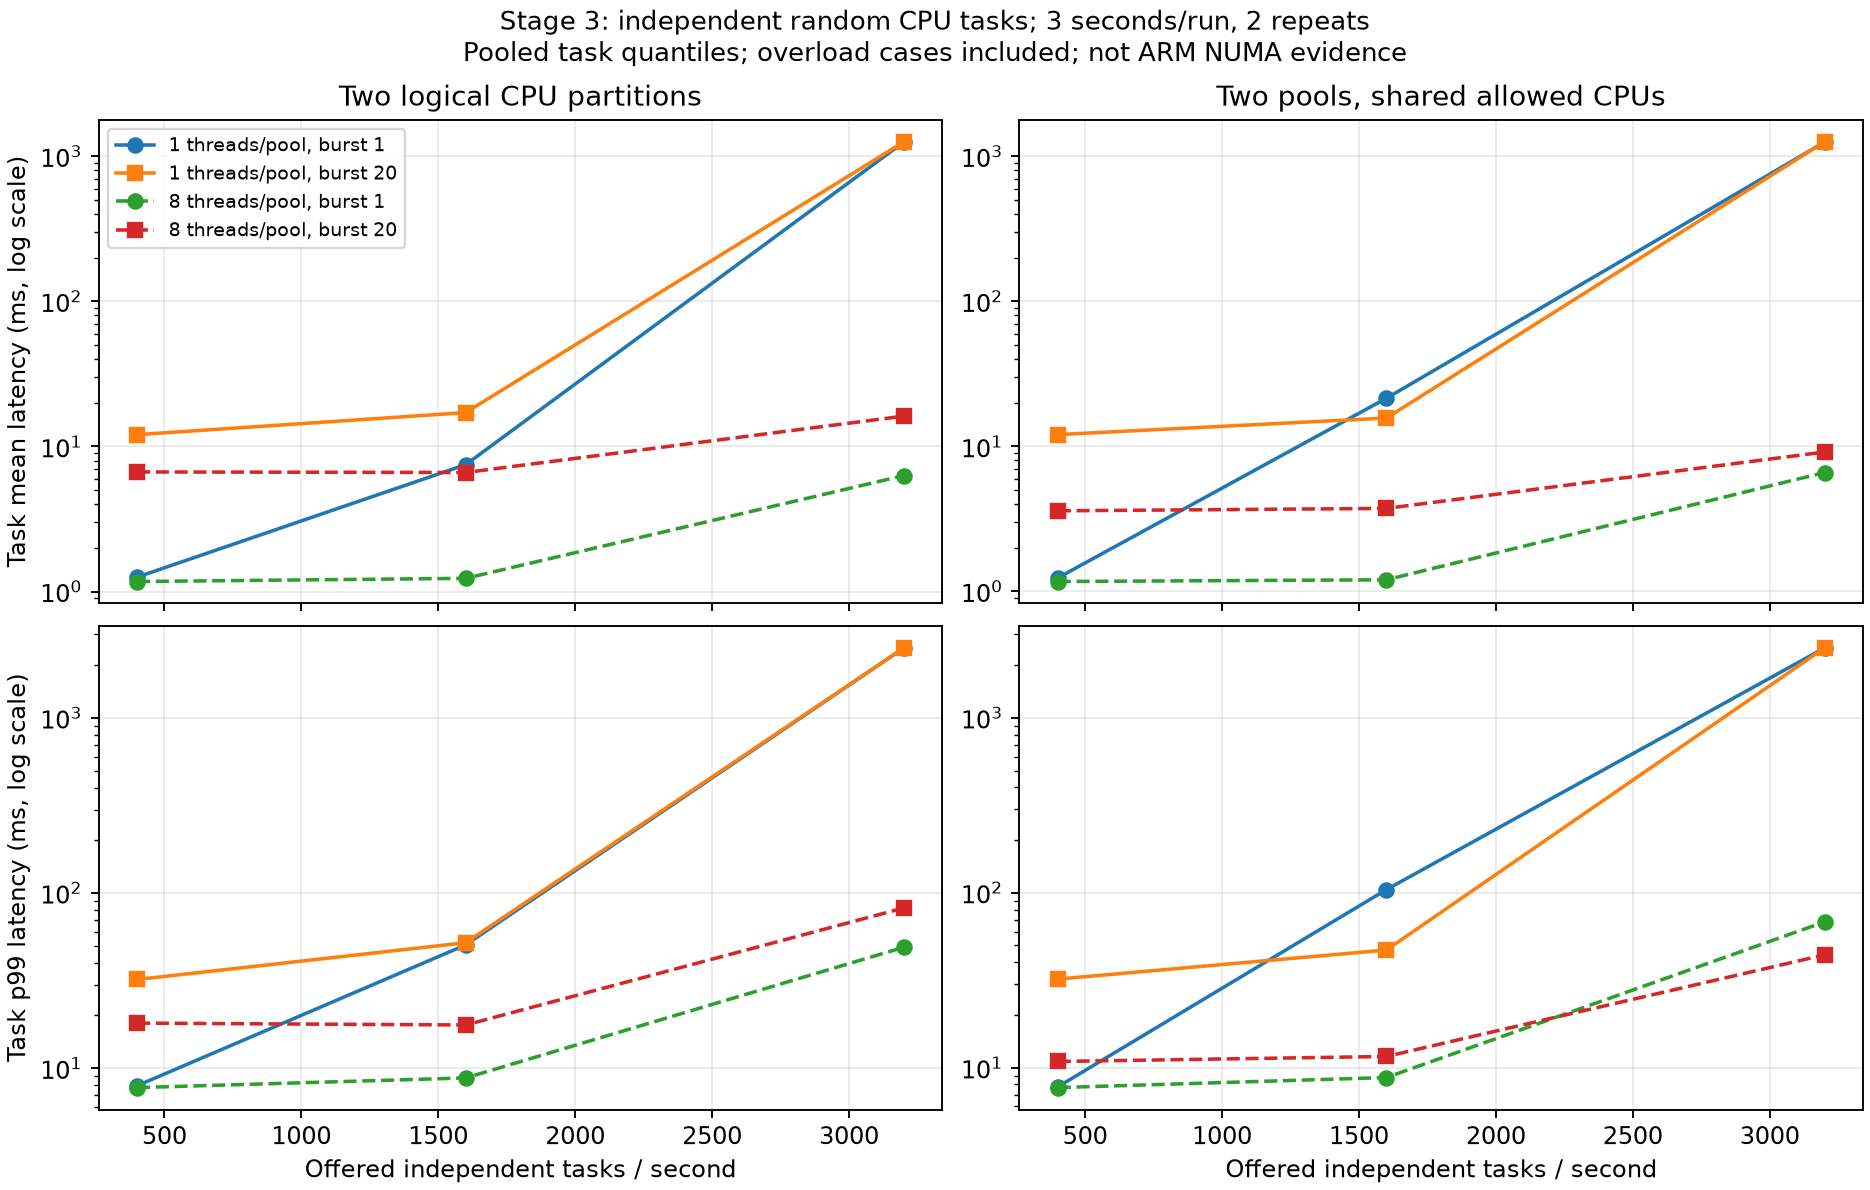 Stage 3: independent random CPU tasks; 3 seconds/run, 2 repeats
Pooled task quantiles; overload cases included; not ARM NUMA evidence
Two logical CPU partitions
Two pools, shared allowed CPUs
1 threads/pool, burst 1
1 threads/pool, burst 20
8 threads/pool, burst 1
8 threads/pool, burst 20
Task mean latency (ms, log scale)
10³
10²
10¹
10⁰
10³
10²
10¹
10⁰
Task p99 latency (ms, log scale)
10³
10²
10¹
10³
10²
10¹
500 1000 1500 2000 2500 3000
500 1000 1500 2000 2500 3000
Offered independent tasks / second
Offered independent tasks / second